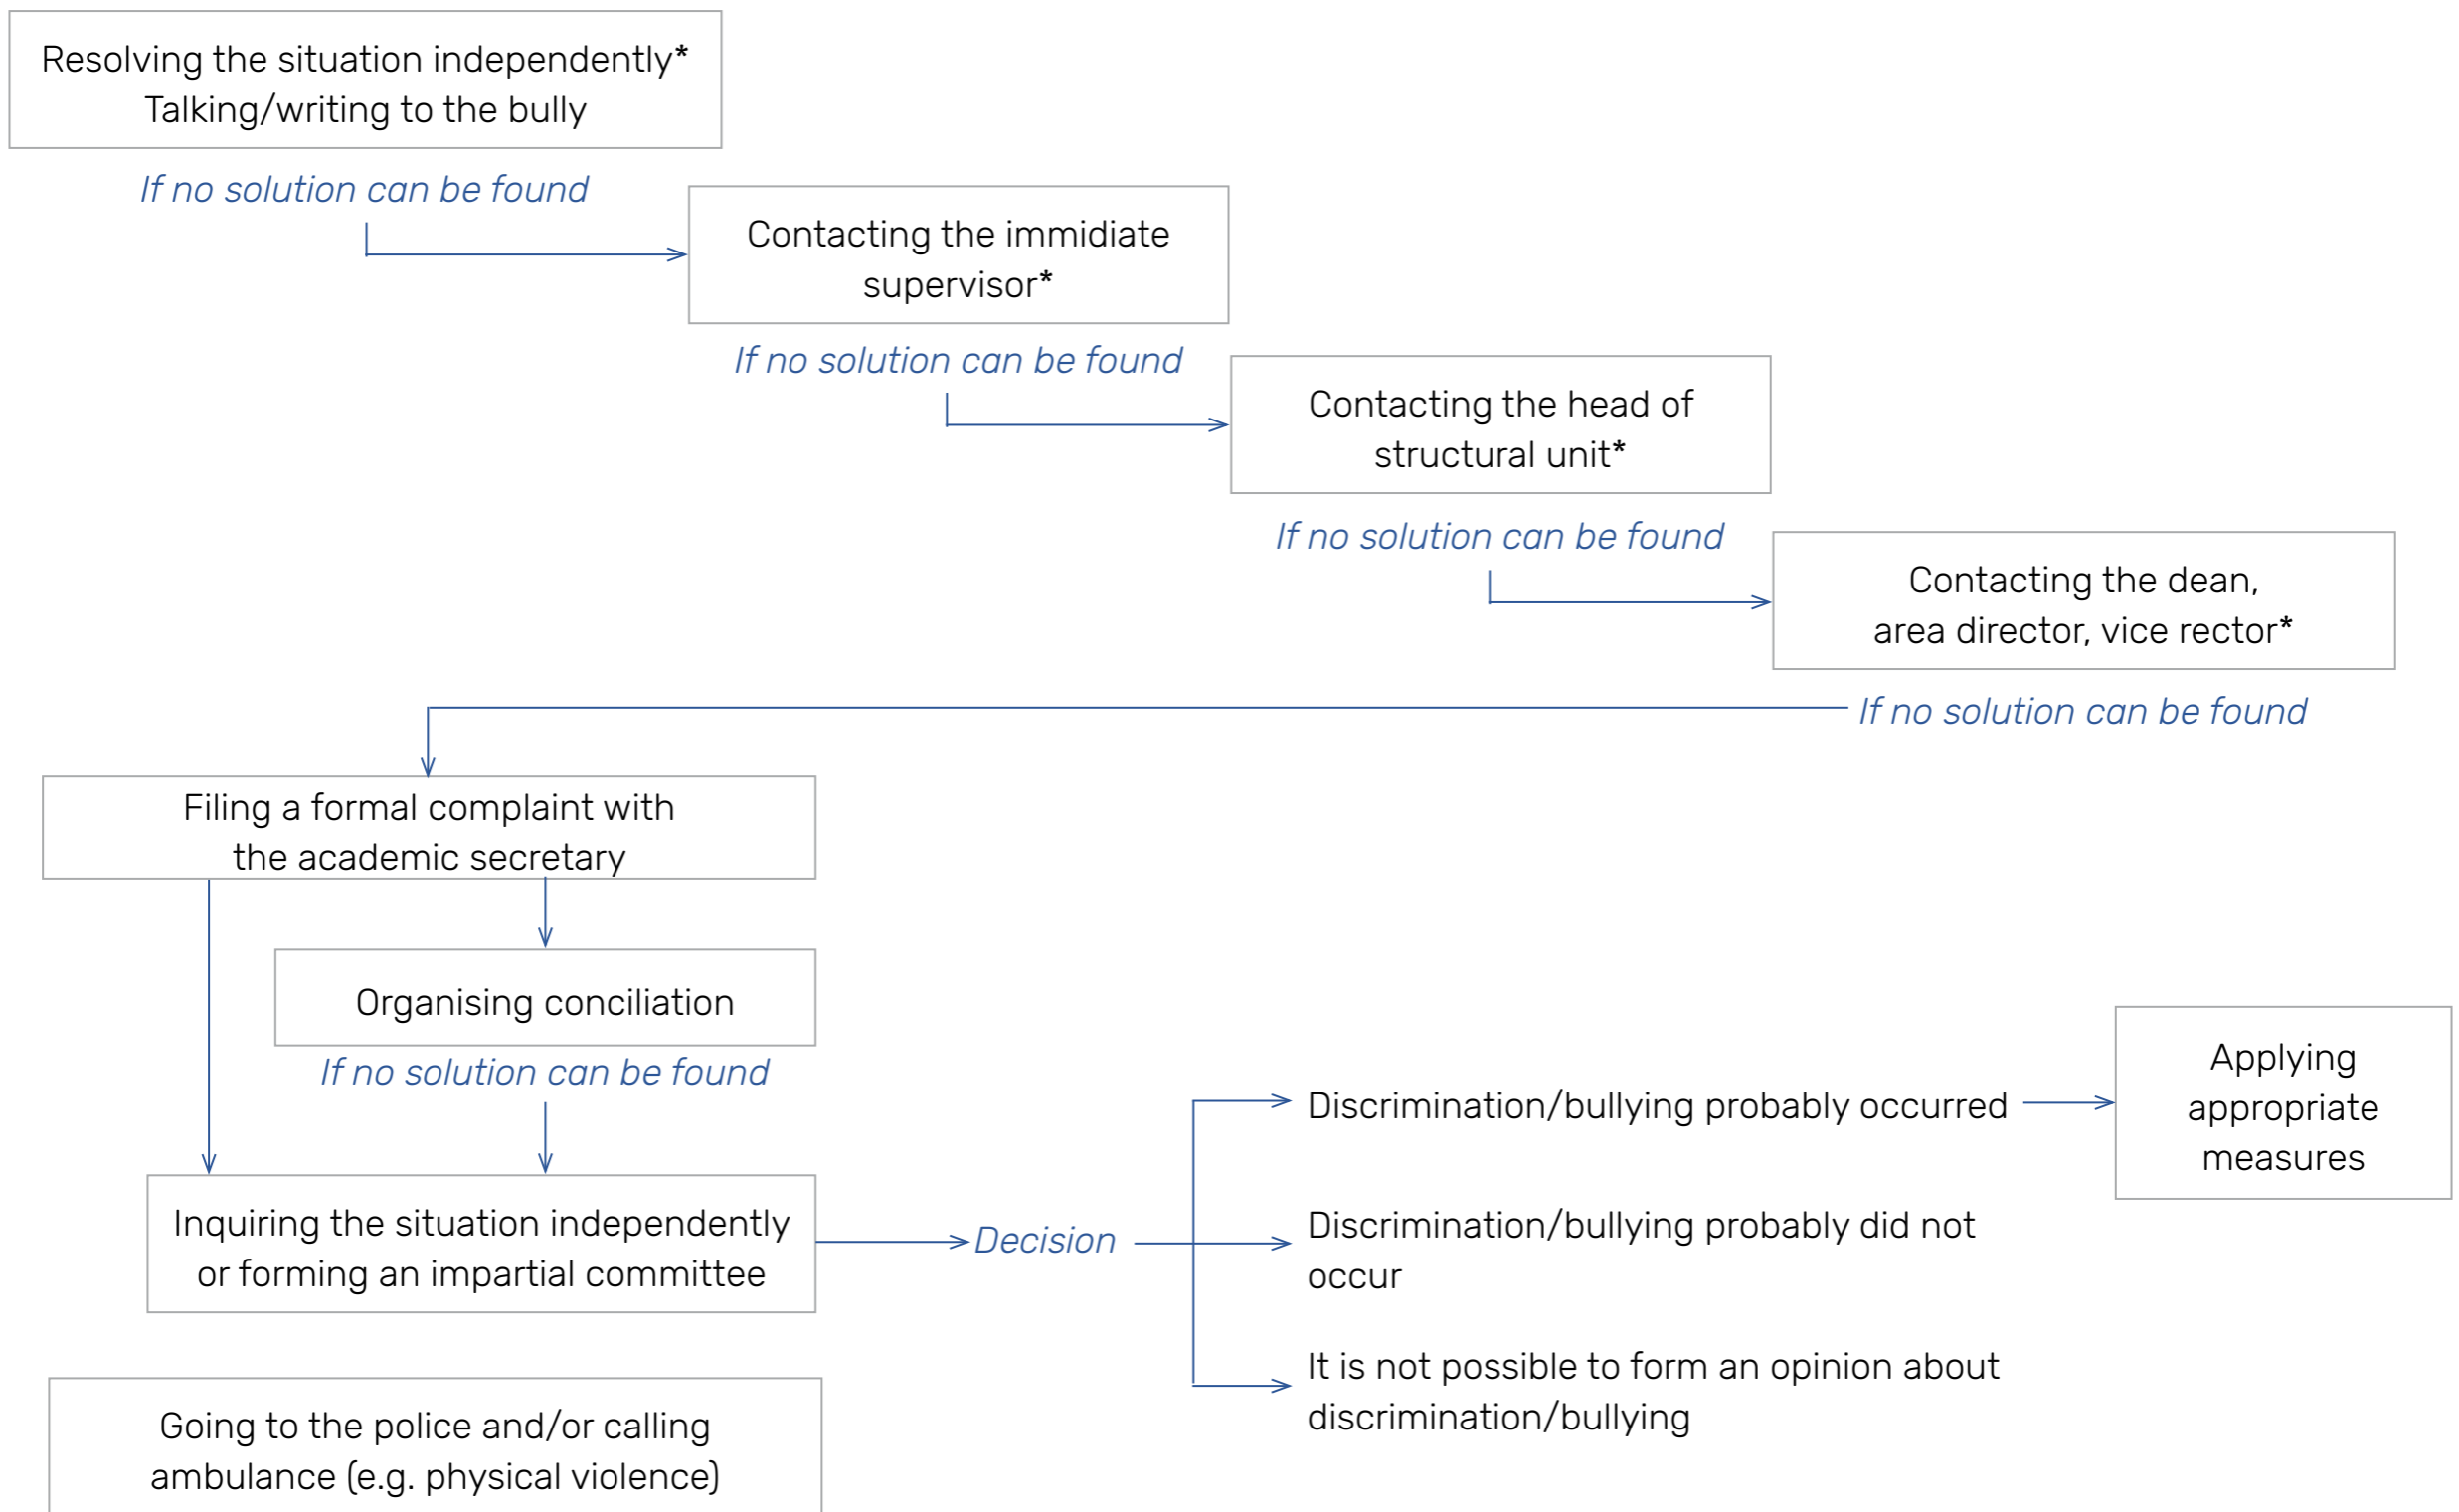 Resolving the situation independently*
Talking/writing to the bully
If no solution can be found
Contacting the immidiate
supervisor*
If no solution can be found
Contacting the head of
structural unit*
If no solution can be found
Contacting the dean,
area director, vice rector*
If no solution can be found
Filing a formal complaint with
the academic secretary
Organising conciliation
If no solution can be found
Inquiring the situation independently
or forming an impartial committee
Decision
Discrimination/bullying probably occurred
Applying
appropriate
measures
Discrimination/bullying probably did not
occur
It is not possible to form an opinion about
discrimination/bullying
Going to the police and/or calling
ambulance (e.g. physical violence)